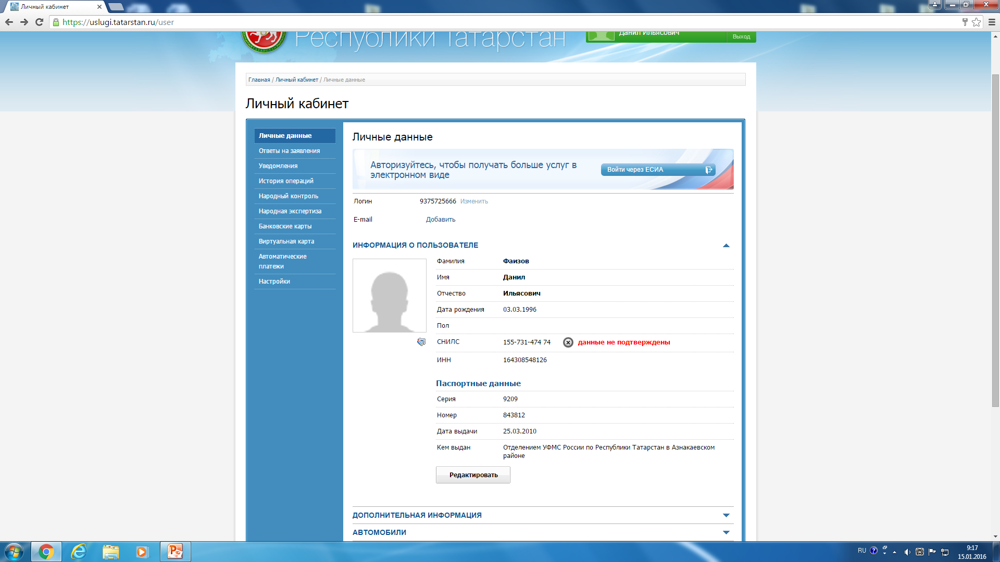 Личный кабинет
https://uslugi.tatarstan.ru/user
Республики Татарстан
Данил Ильясович
Выход
Главная / Личный кабинет / Личные данные
Личный кабинет
Личные данные
Ответы на заявления
Уведомления
История операций
Народный контроль
Народная экспертиза
Банковские карты
Виртуальная карта
Автоматические
платежи
Настройки
Личные данные
Авторизуйтесь, чтобы получать больше услуг в
электронном виде
Войти через ЕСИА
Логин 9375725666 Изменить
E-mail Добавить
ИНФОРМАЦИЯ О ПОЛЬЗОВАТЕЛЕ
Фамилия Фаизов
Имя Данил
Отчество Ильясович
Дата рождения 03.03.1996
Пол
СНИЛС 155-731-474 74 данные не подтверждены
ИНН 164308548126
Паспортные данные
Серия 9209
Номер 843812
Дата выдачи 25.03.2010
Кем выдан Отделением УФМС России по Республики Татарстан в Азнакаевском
районе
Редактировать
ДОПОЛНИТЕЛЬНАЯ ИНФОРМАЦИЯ
АВТОМОБИЛИ
RU
9:17
15.01.2016